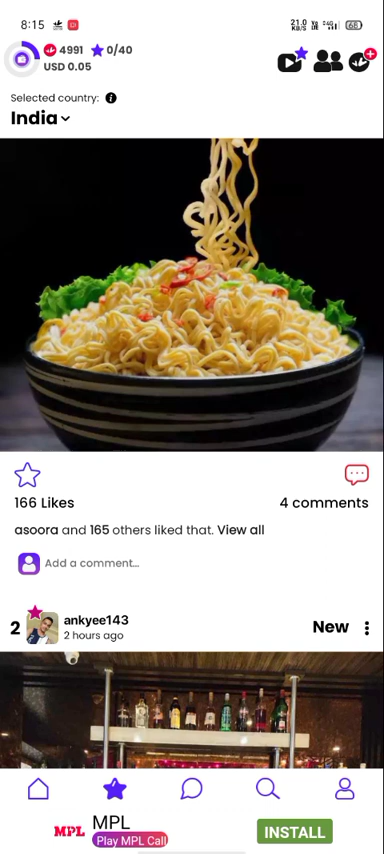 8:15
21.0 KB/S
68
4991
0/40
USD 0.05
Selected country:
India
166 Likes
4 comments
asoora and 165 others liked that. View all
Add a comment...
2
ankyee143
2 hours ago
New
MPL
MPL
Play MPL Call
INSTALL